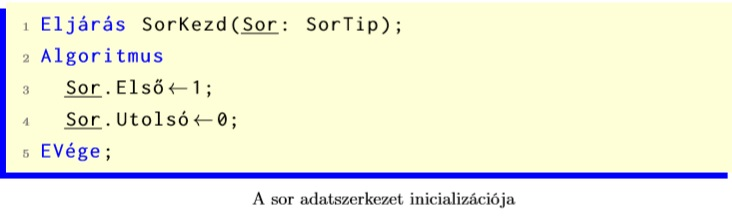 1 Eljárás SorKezd(Sor: SorTip);
2 Algoritmus
3 Sor.Első←1;
4 Sor.Utolsó←0;
5 EVége;
A sor adatszerkezet inicializációja